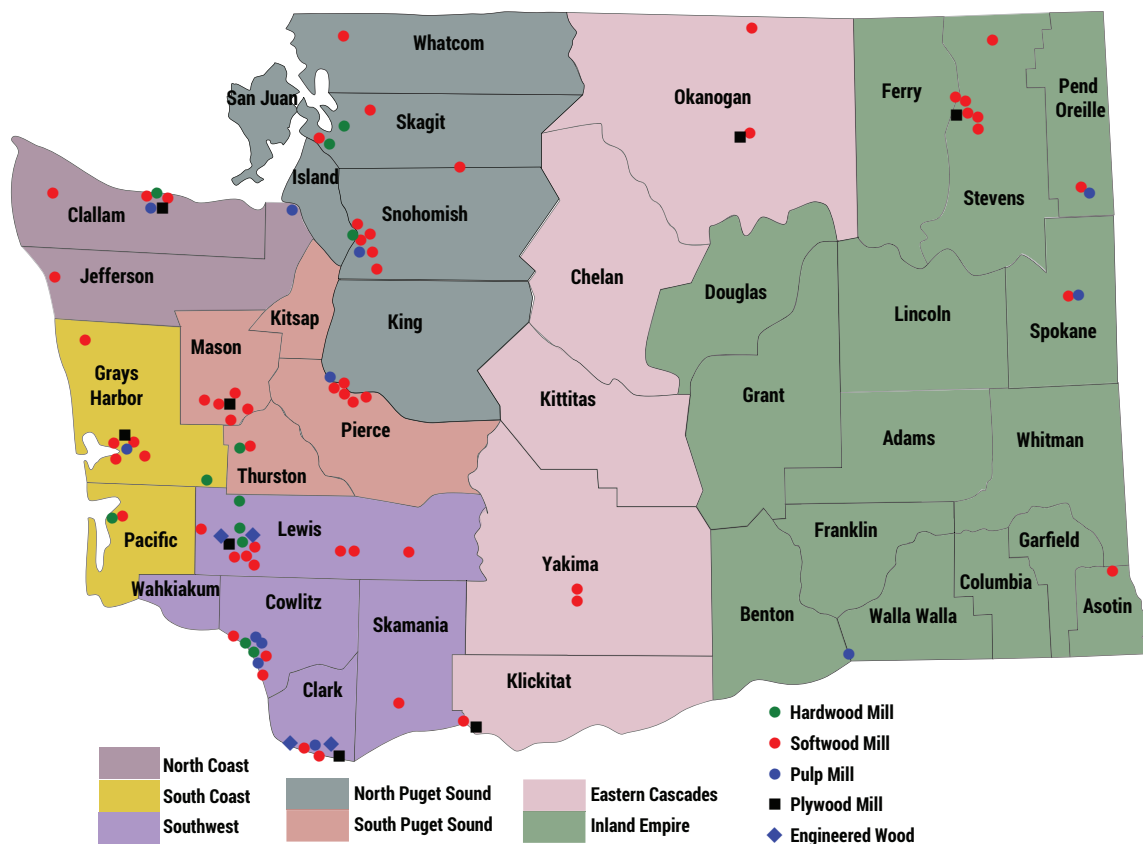 Whatcom
San Juan
Skagit
Okanogan
Ferry
Pend
Oreille
Island
Snohomish
Stevens
Clallam
Jefferson
Chelan
Douglas
Kitsap
King
Lincoln
Spokane
Mason
Grays
Harbor
Kittitas
Grant
Pierce
Adams
Whitman
Thurston
Lewis
Pacific
Franklin
Garfield
Yakima
Wahkiakum
Cowlitz
Columbia
Asotin
Skamania
Benton
Walla Walla
Clark
Klickitat
Hardwood Mill
Softwood Mill
Pulp Mill
Plywood Mill
Engineered Wood
North Coast
South Coast
Southwest
North Puget Sound
South Puget Sound
Eastern Cascades
Inland Empire